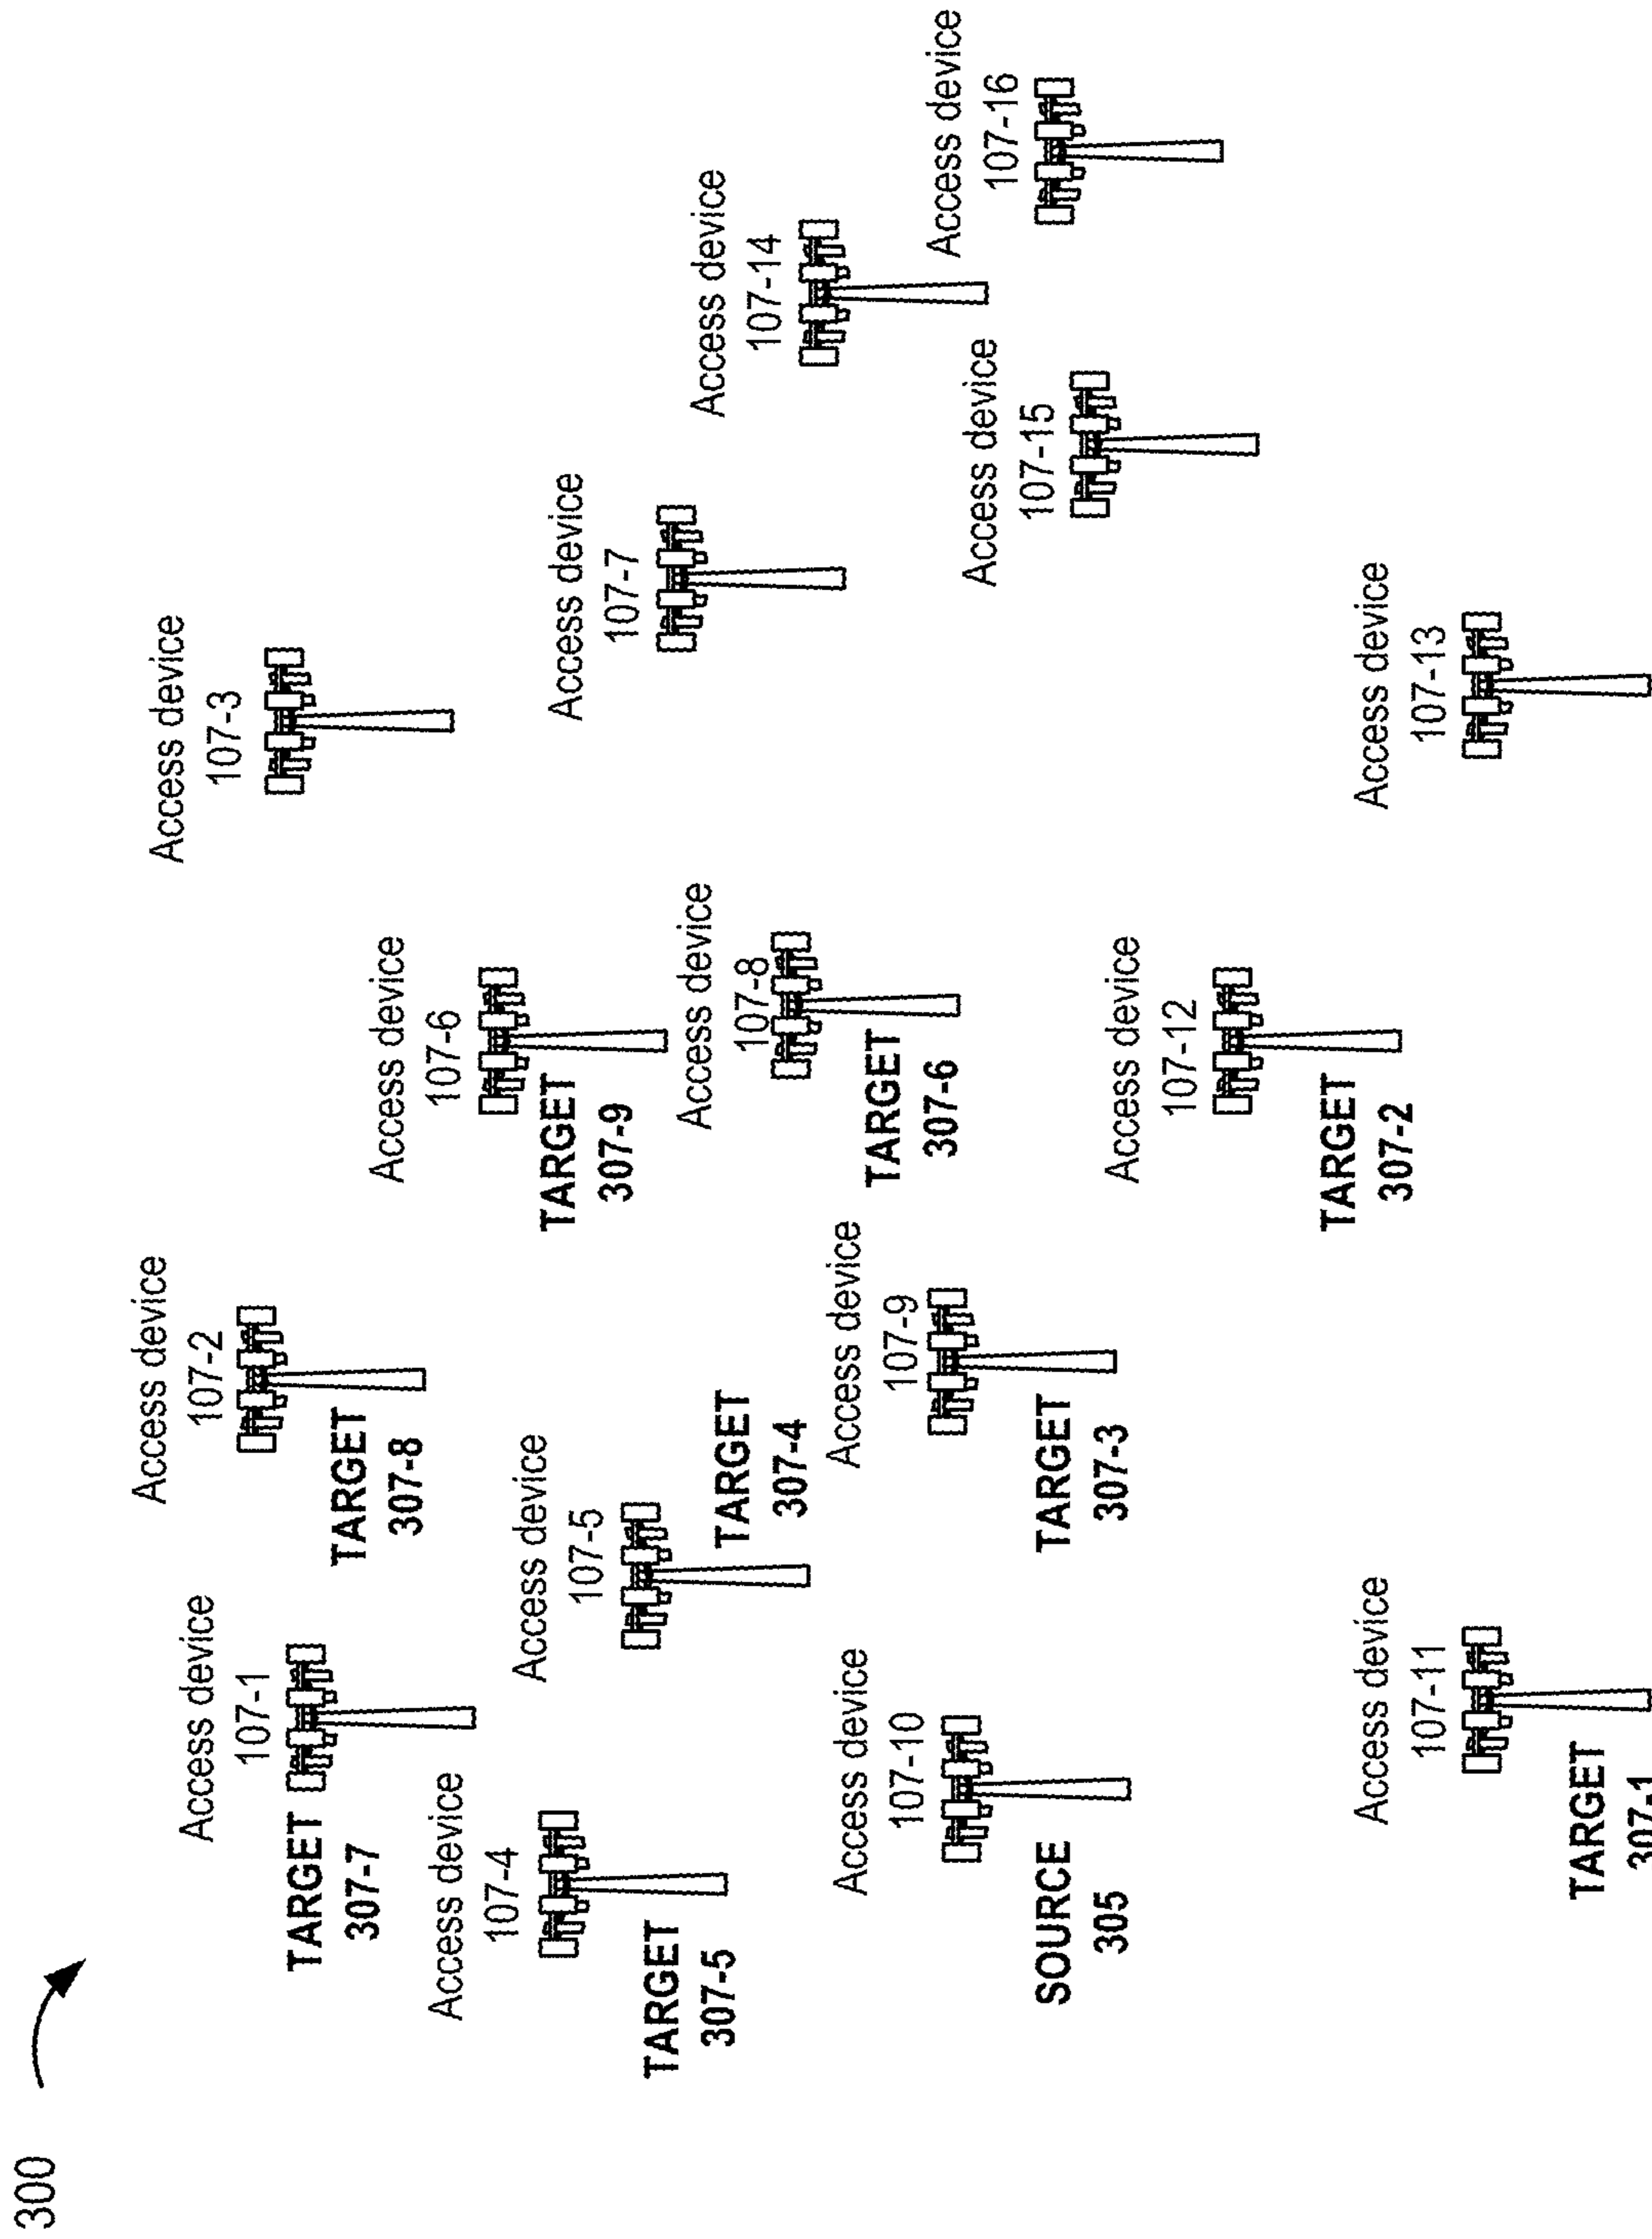 300
Access device
107-1
TARGET
307-7
Access device
107-2
TARGET
307-8
Access device
107-3
Access device
107-4
TARGET
307-5
Access device
107-5
TARGET
307-4
Access device
107-6
TARGET
307-9
Access device
107-7
Access device
107-8
TARGET
307-6
Access device
107-14
Access device
107-10
SOURCE
305
Access device
107-9
TARGET
307-3
Access device
107-15
Access device
107-16
Access device
107-12
TARGET
307-2
Access device
107-11
TARGET
307-1
Access device
107-13